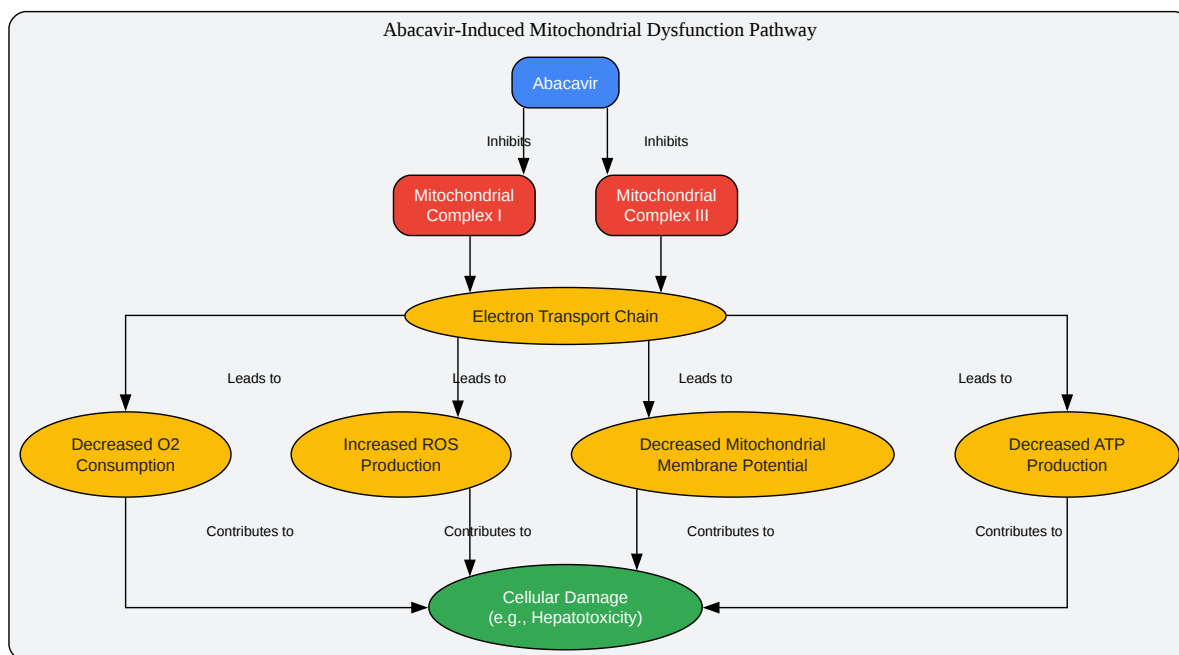 Abacavir-Induced Mitochondrial Dysfunction Pathway
Abacavir
Inhibits
Inhibits
Mitochondrial
Complex I
Mitochondrial
Complex III
Electron Transport Chain
Leads to
Leads to
Leads to
Leads to
Decreased O2
Consumption
Increased ROS
Production
Decreased Mitochondrial
Membrane Potential
Decreased ATP
Production
Contributes to
Contributes to
Contributes to
Contributes to
Cellular Damage
(e.g., Hepatotoxicity)